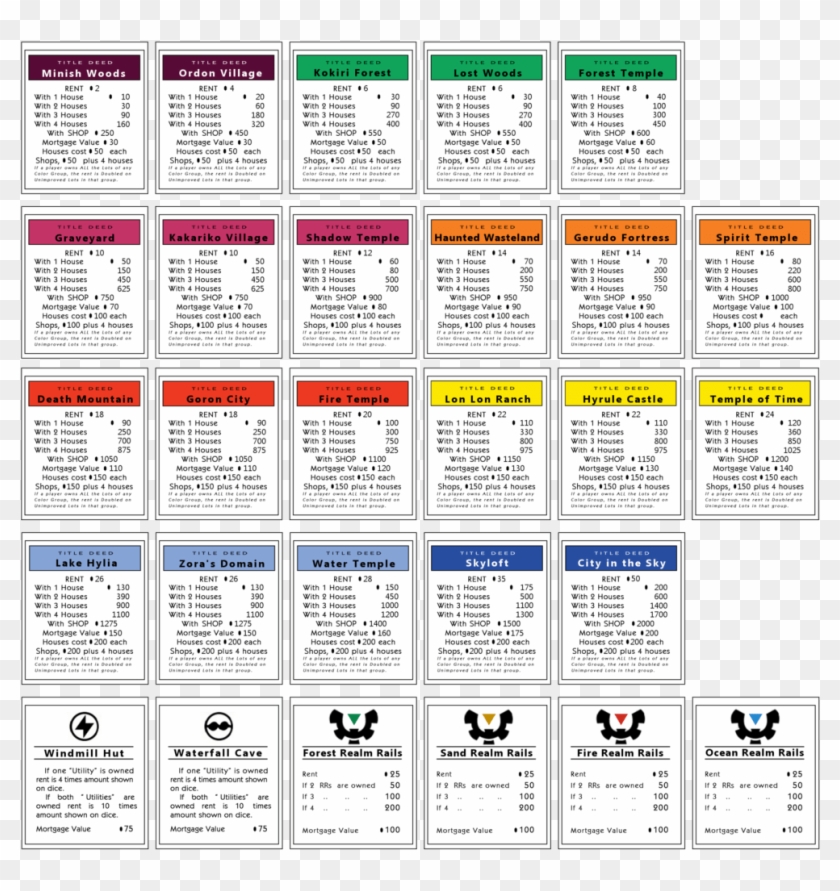 TITLE DEED
Minish Woods
RENT 2
With 1 House 10
With 2 Houses 30
With 3 Houses 90
With 4 Houses 160
With SHOP 250
Mortgage Value 30
Houses cost 50 each
Shops, 50 plus 4 houses
If a player owns ALL the Lots of any
Color Group, the rent is Doubled on
Unimproved Lots in that group.
TITLE DEED
Ordon Village
RENT 4
With 1 House 20
With 2 Houses 60
With 3 Houses 180
With 4 Houses 320
With SHOP 450
Mortgage Value 30
Houses cost 50 each
Shops, 50 plus 4 houses
If a player owns ALL the Lots of any
Color Group, the rent is Doubled on
Unimproved Lots in that group.
TITLE DEED
Kokiri Forest
RENT 6
With 1 House 30
With 2 Houses 90
With 3 Houses 270
With 4 Houses 400
With SHOP 550
Mortgage Value 50
Houses cost 50 each
Shops, 50 plus 4 houses
If a player owns ALL the Lots of any
Color Group, the rent is Doubled on
Unimproved Lots in that group.
TITLE DEED
Lost Woods
RENT 6
With 1 House 30
With 2 Houses 90
With 3 Houses 270
With 4 Houses 400
With SHOP 550
Mortgage Value 50
Houses cost 50 each
Shops, 50 plus 4 houses
If a player owns ALL the Lots of any
Color Group, the rent is Doubled on
Unimproved Lots in that group.
TITLE DEED
Forest Temple
RENT 8
With 1 House 40
With 2 Houses 100
With 3 Houses 300
With 4 Houses 450
With SHOP 600
Mortgage Value 60
Houses cost 50 each
Shops, 50 plus 4 houses
If a player owns ALL the Lots of any
Color Group, the rent is Doubled on
Unimproved Lots in that group.
TITLE DEED
Graveyard
RENT 10
With 1 House 50
With 2 Houses 150
With 3 Houses 450
With 4 Houses 625
With SHOP 750
Mortgage Value 70
Houses cost 100 each
Shops, 100 plus 4 houses
If a player owns ALL the Lots of any
Color Group, the rent is Doubled on
Unimproved Lots in that group.
TITLE DEED
Kakariko Village
RENT 10
With 1 House 50
With 2 Houses 150
With 3 Houses 450
With 4 Houses 625
With SHOP 750
Mortgage Value 70
Houses cost 100 each
Shops, 100 plus 4 houses
If a player owns ALL the Lots of any
Color Group, the rent is Doubled on
Unimproved Lots in that group.
TITLE DEED
Shadow Temple
RENT 12
With 1 House 60
With 2 Houses 80
With 3 Houses 500
With 4 Houses 700
With SHOP 900
Mortgage Value 80
Houses cost 100 each
Shops, 100 plus 4 houses
If a player owns ALL the Lots of any
Color Group, the rent is Doubled on
Unimproved Lots in that group.
TITLE DEED
Haunted Wasteland
RENT 14
With 1 House 70
With 2 Houses 200
With 3 Houses 550
With 4 Houses 750
With SHOP 950
Mortgage Value 90
Houses cost 100 each
Shops, 100 plus 4 houses
If a player owns ALL the Lots of any
Color Group, the rent is Doubled on
Unimproved Lots in that group.
TITLE DEED
Gerudo Fortress
RENT 14
With 1 House 70
With 2 Houses 200
With 3 Houses 550
With 4 Houses 750
With SHOP 950
Mortgage Value 90
Houses cost 100 each
Shops, 100 plus 4 houses
If a player owns ALL the Lots of any
Color Group, the rent is Doubled on
Unimproved Lots in that group.
TITLE DEED
Spirit Temple
RENT 16
With 1 House 80
With 2 Houses 220
With 3 Houses 600
With 4 Houses 800
With SHOP 1000
Mortgage Value 100
Houses cost each
Shops, 100 plus 4 houses
If a player owns ALL the Lots of any
Color Group, the rent is Doubled on
Unimproved Lots in that group.
TITLE DEED
Death Mountain
RENT 18
With 1 House 90
With 2 Houses 250
With 3 Houses 700
With 4 Houses 875
With SHOP 1050
Mortgage Value 110
Houses cost 150 each
Shops, 150 plus 4 houses
If a player owns ALL the Lots of any
Color Group, the rent is Doubled on
Unimproved Lots in that group.
TITLE DEED
Goron City
RENT 18
With 1 House 90
With 2 Houses 250
With 3 Houses 700
With 4 Houses 875
With SHOP 1050
Mortgage Value 110
Houses cost 150 each
Shops, 150 plus 4 houses
If a player owns ALL the Lots of any
Color Group, the rent is Doubled on
Unimproved Lots in that group.
TITLE DEED
Fire Temple
RENT 20
With 1 House 100
With 2 Houses 300
With 3 Houses 750
With 4 Houses 925
With SHOP 1100
Mortgage Value 120
Houses cost 150 each
Shops, 150 plus 4 houses
If a player owns ALL the Lots of any
Color Group, the rent is Doubled on
Unimproved Lots in that group.
TITLE DEED
Lon Lon Ranch
RENT 22
With 1 House 110
With 2 Houses 330
With 3 Houses 800
With 4 Houses 975
With SHOP 1150
Mortgage Value 130
Houses cost 150 each
Shops, 150 plus 4 houses
If a player owns ALL the Lots of any
Color Group, the rent is Doubled on
Unimproved Lots in that group.
TITLE DEED
Hyrule Castle
RENT 22
With 1 House 110
With 2 Houses 330
With 3 Houses 800
With 4 Houses 975
With SHOP 1150
Mortgage Value 130
Houses cost 150 each
Shops, 150 plus 4 houses
If a player owns ALL the Lots of any
Color Group, the rent is Doubled on
Unimproved Lots in that group.
TITLE DEED
Temple of Time
RENT 24
With 1 House 120
With 2 Houses 360
With 3 Houses 850
With 4 Houses 1025
With SHOP 1200
Mortgage Value 140
Houses cost 150 each
Shops, 150 plus 4 houses
If a player owns ALL the Lots of any
Color Group, the rent is Doubled on
Unimproved Lots in that group.
TITLE DEED
Lake Hylia
RENT 26
With 1 House 130
With 2 Houses 390
With 3 Houses 900
With 4 Houses 1100
With SHOP 1275
Mortgage Value 150
Houses cost 200 each
Shops, 200 plus 4 houses
If a player owns ALL the Lots of any
Color Group, the rent is Doubled on
Unimproved Lots in that group.
TITLE DEED
Zora's Domain
RENT 26
With 1 House 130
With 2 Houses 390
With 3 Houses 900
With 4 Houses 1100
With SHOP 1275
Mortgage Value 150
Houses cost 200 each
Shops, 200 plus 4 houses
If a player owns ALL the Lots of any
Color Group, the rent is Doubled on
Unimproved Lots in that group.
TITLE DEED
Water Temple
RENT 28
With 1 House 150
With 2 Houses 450
With 3 Houses 1000
With 4 Houses 1200
With SHOP 1400
Mortgage Value 160
Houses cost 200 each
Shops, 200 plus 4 houses
If a player owns ALL the Lots of any
Color Group, the rent is Doubled on
Unimproved Lots in that group.
TITLE DEED
Skyloft
RENT 35
With 1 House 175
With 2 Houses 500
With 3 Houses 1100
With 4 Houses 1300
With SHOP 1500
Mortgage Value 175
Houses cost 200 each
Shops, 200 plus 4 houses
If a player owns ALL the Lots of any
Color Group, the rent is Doubled on
Unimproved Lots in that group.
TITLE DEED
City in the Sky
RENT 50
With 1 House 200
With 2 Houses 600
With 3 Houses 1400
With 4 Houses 1700
With SHOP 2000
Mortgage Value 200
Houses cost 200 each
Shops, 200 plus 4 houses
If a player owns ALL the Lots of any
Color Group, the rent is Doubled on
Unimproved Lots in that group.
Windmill Hut
If one "Utility" is owned
rent is 4 times amount shown
on dice.
If both "Utilities" are
owned rent is 10 times
amount shown on dice.
Mortgage Value 75
Waterfall Cave
If one "Utility" is owned
rent is 4 times amount shown
on dice.
If both "Utilities" are
owned rent is 10 times
amount shown on dice.
Mortgage Value 75
Forest Realm Rails
Rent 25
If 2 RRs are owned 50
If 3 .. .. .. 100
If 4 .. .. .. 200
Mortgage Value 100
Sand Realm Rails
Rent 25
If 2 RRs are owned 50
If 3 .. .. .. 100
If 4 .. .. .. 200
Mortgage Value 100
Fire Realm Rails
Rent 25
If 2 RRs are owned 50
If 3 .. .. .. 100
If 4 .. .. .. 200
Mortgage Value 100
Ocean Realm Rails
Rent 25
If 2 RRs are owned 50
If 3 .. .. .. 100
If 4 .. .. .. 200
Mortgage Value 100